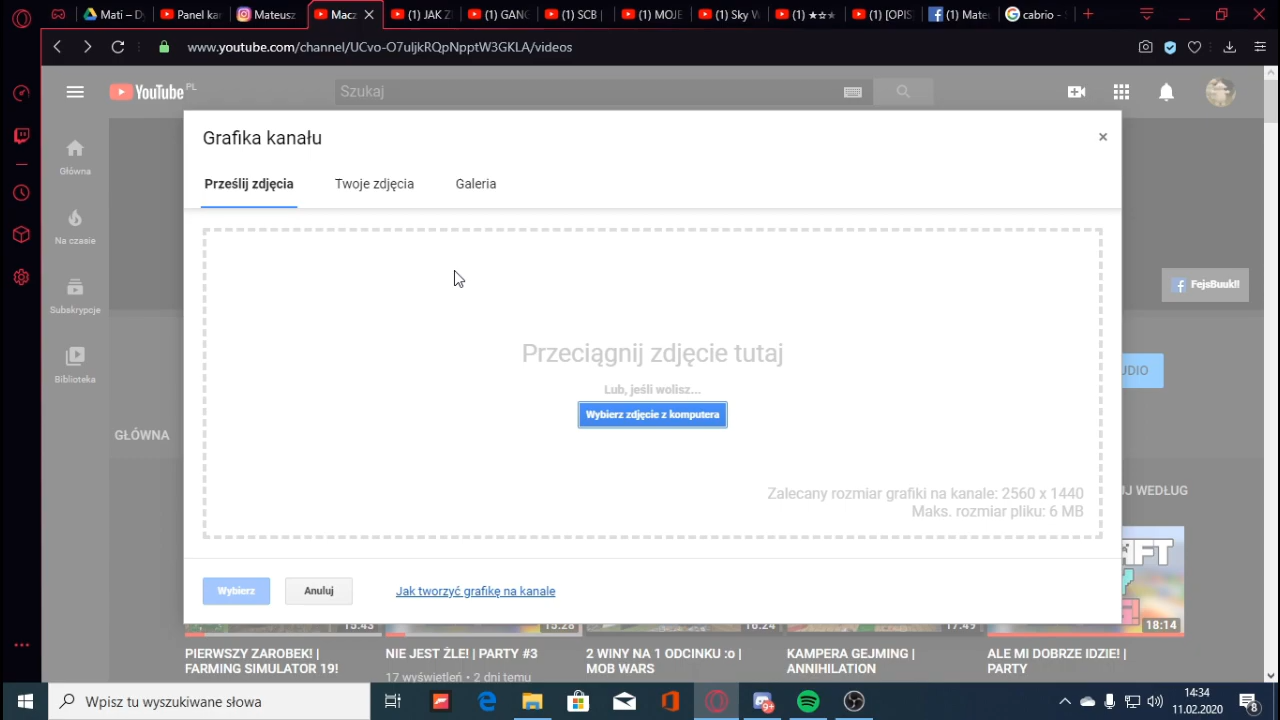 Mati – Dy
Panel kan
Mateusz
Macz
(1) JAK Z
(1) GANG
(1) SCB |
(1) MOJE
(1) Sky W
(1) ★☆★
(1) [OPIS
(1) Mate
cabrio -
www.youtube.com/channel/UCvo-O7uljkRQpNpptW3GKLA/videos
YouTube PL
Szukaj
Grafika kanału
Prześlij zdjęcia
Twoje zdjęcia
Galeria
Główna
Na czasie
Subskrypcje
Biblioteka
FejsBuuk!!
Przeciągnij zdjęcie tutaj
Lub, jeśli wolisz...
Wybierz zdjęcie z komputera
UDIO
GŁÓWNA
Zalecany rozmiar grafiki na kanale: 2560 x 1440
Maks. rozmiar pliku: 6 MB
UJ WEDŁUG
Wybierz
Anuluj
Jak tworzyć grafikę na kanale
15:43
15:28
16:24
17:49
18:14
PIERWSZY ZAROBEK! |
FARMING SIMULATOR 19!
NIE JEST ŹLE! | PARTY #3
17 wyświetleń • 2 dni temu
2 WINY NA 1 ODCINKU :o |
MOB WARS
KAMPERA GEJMING |
ANNIHILATION
ALE MI DOBRZE IDZIE! |
PARTY
Wpisz tu wyszukiwane słowa
9+
14:34
11.02.2020
8